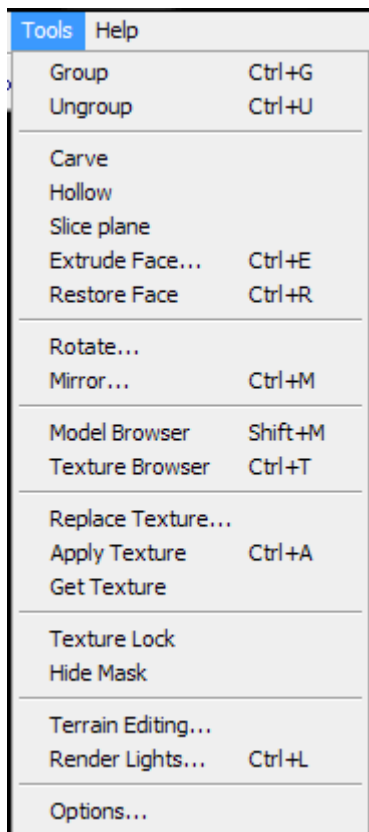 Tools Help
Group Ctrl+G
Ungroup Ctrl+U
Carve
Hollow
Slice plane
Extrude Face... Ctrl+E
Restore Face Ctrl+R
Rotate...
Mirror... Ctrl+M
Model Browser Shift+M
Texture Browser Ctrl+T
Replace Texture...
Apply Texture Ctrl+A
Get Texture
Texture Lock
Hide Mask
Terrain Editing...
Render Lights... Ctrl+L
Options...